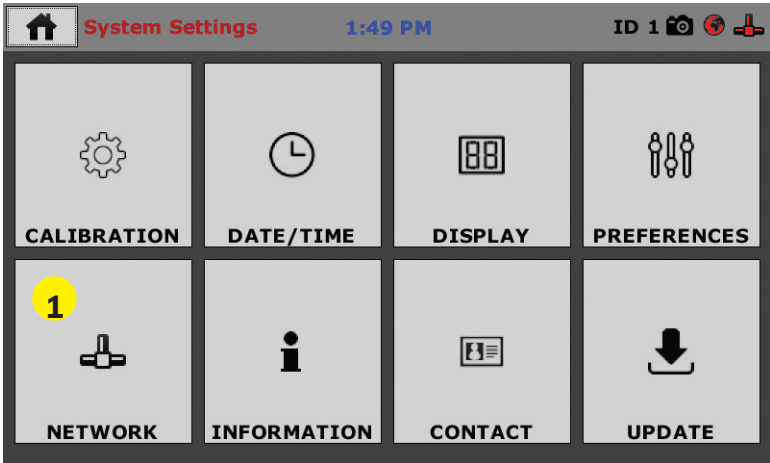 System Settings 1:49 PM ID 1
CALIBRATION DATE/TIME DISPLAY PREFERENCES
1
NETWORK INFORMATION CONTACT UPDATE